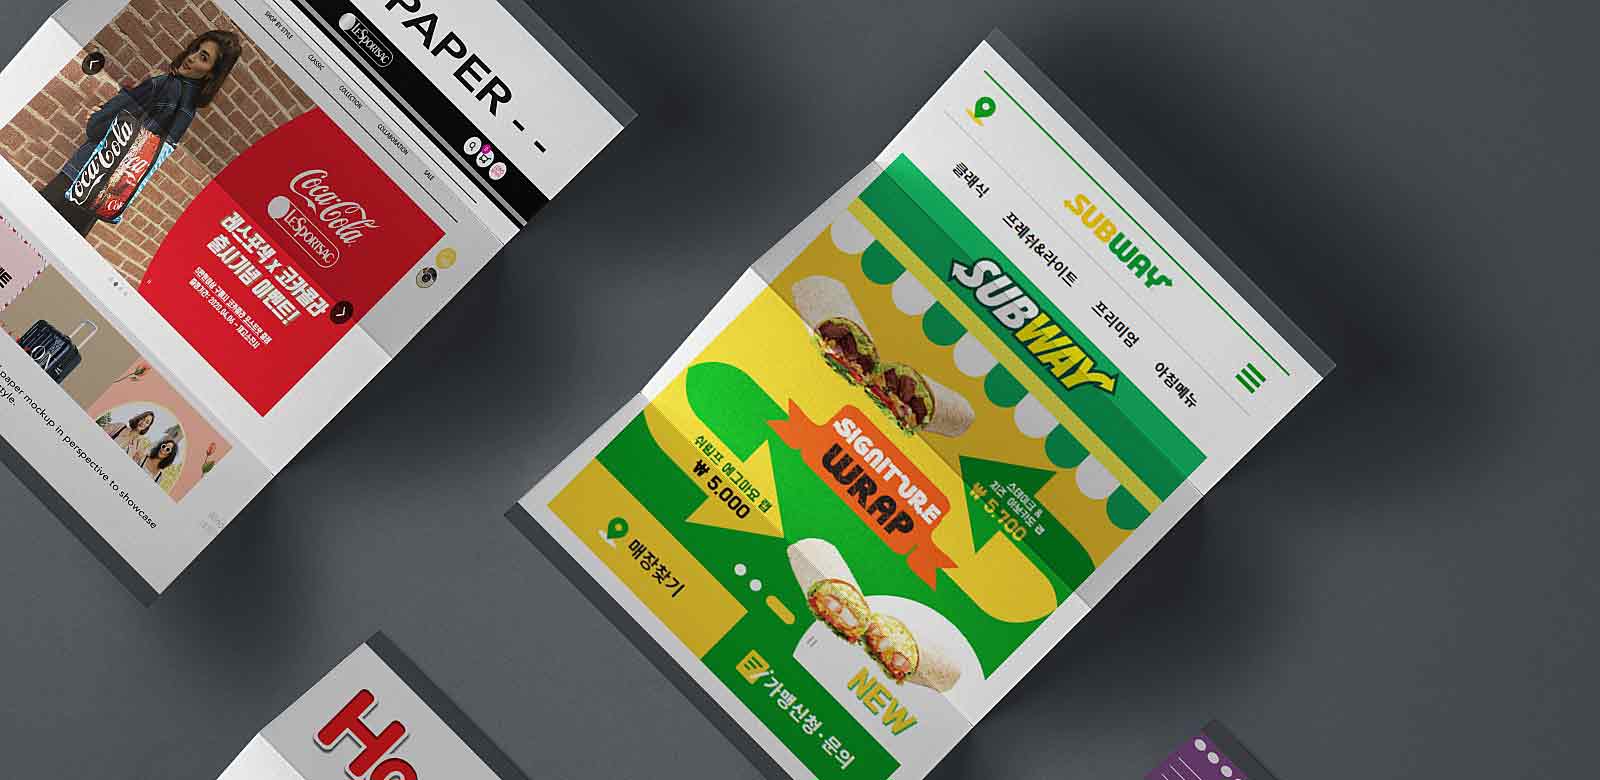 PAPER - -
LESPORTSAC
SHOP BY STYLE
CLASSIC
COLLECTION
COLLABORATION
SALE
Coca-Cola
Coca-Cola
LESPORTSAC
레스포색 x 코카콜라
출시기념 이벤트!
paper mockup in perspective to showcase
style.
SUBWAY
클래식
프레쉬&라이트
프리미엄
아침메뉴
SUBWAY
SIGNITURE
WRAP
쉬림프 에그마요 랩
₩ 5,000
스테이크 &
치즈 아보카도 랩
₩ 5,700
매장찾기
NEW
가맹신청·문의
Ho